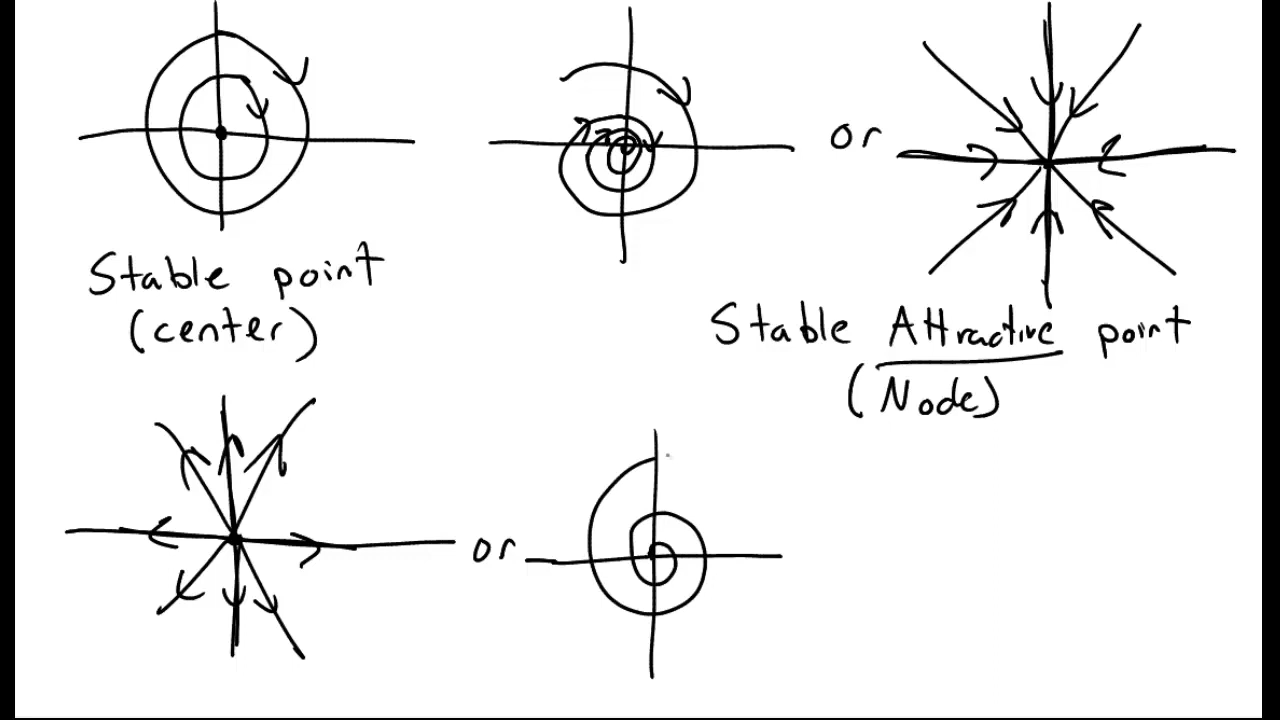 or
Stable point
(center)
Stable Attractive point
(Node)
or